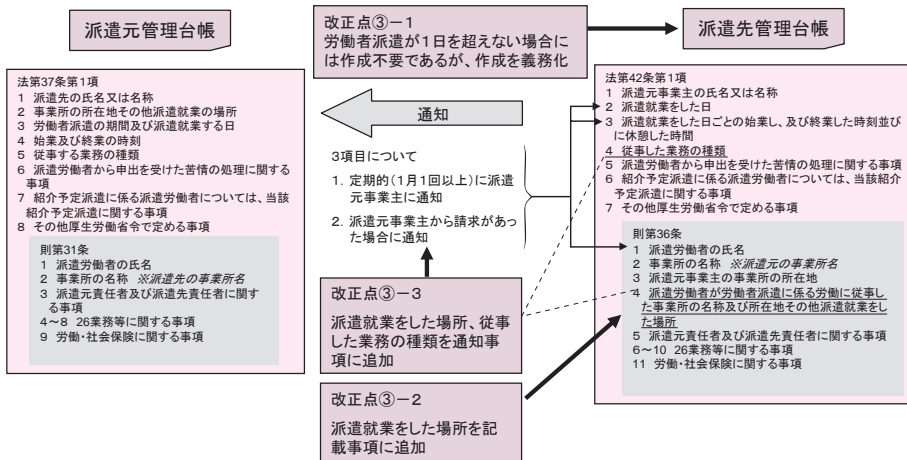 派遣元管理台帳
法第37条第1項
1 派遣先の氏名又は名称
2 事業所の所在地その他派遣就業の場所
3 労働者派遣の期間及び派遣就業する日
4 始業及び終業の時刻
5 従事する業務の種類
6 派遣労働者から申出を受けた苦情の処理に関する
事項
7 紹介予定派遣に係る派遣労働者については、当該
紹介予定派遣に関する事項
8 その他厚生労働省令で定める事項
則第31条
1 派遣労働者の氏名
2 事業所の名称 ※派遣先の事業所名
3 派遣元責任者及び派遣先責任者に関す
る事項
4～8 26業務等に関する事項
9 労働・社会保険に関する事項
改正点③－1
労働者派遣が1日を超えない場合に
は作成不要であるが、作成を義務化
通知
3項目について
1. 定期的(1月1回以上)に派遣
元事業主に通知
2. 派遣元事業主から請求があっ
た場合に通知
改正点③－3
派遣就業をした場所、従事
した業務の種類を通知事
項に追加
改正点③－2
派遣就業をした場所を記
載事項に追加
派遣先管理台帳
法第42条第1項
1 派遣元事業主の氏名又は名称
2 派遣就業をした日
3 派遣就業をした日ごとの始業し、及び終業した時刻並び
に休憩した時間
4 従事した業務の種類
5 派遣労働者から申出を受けた苦情の処理に関する事項
6 紹介予定派遣に係る派遣労働者については、当該紹介
予定派遣に関する事項
7 その他厚生労働省令で定める事項
則第36条
1 派遣労働者の氏名
2 事業所の名称 ※派遣元の事業所名
3 派遣元事業主の事業所の所在地
4 派遣労働者が労働者派遣に係る労働に従事し
た事業所の名称及び所在地その他派遣就業をし
た場所
5 派遣元責任者及び派遣先責任者に関する事項
6～10 26業務等に関する事項
11 労働・社会保険に関する事項